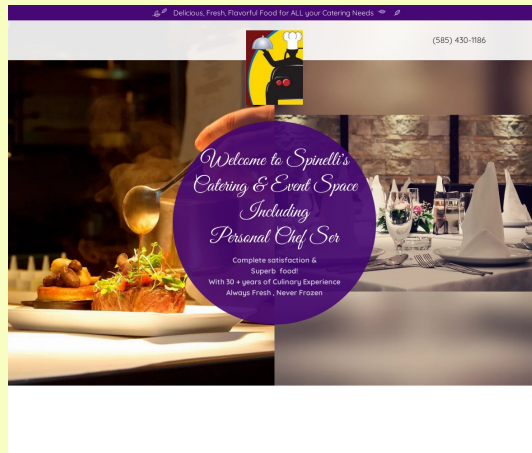 Delicious, Fresh, Flavorful Food for ALL your Catering Needs
(585) 430-1186
Welcome to Spinelli's
Catering & Event Space
Including
Personal Chef Ser
Complete satisfaction &
Superb food!
With 30 + years of Culinary Experience
Always Fresh , Never Frozen